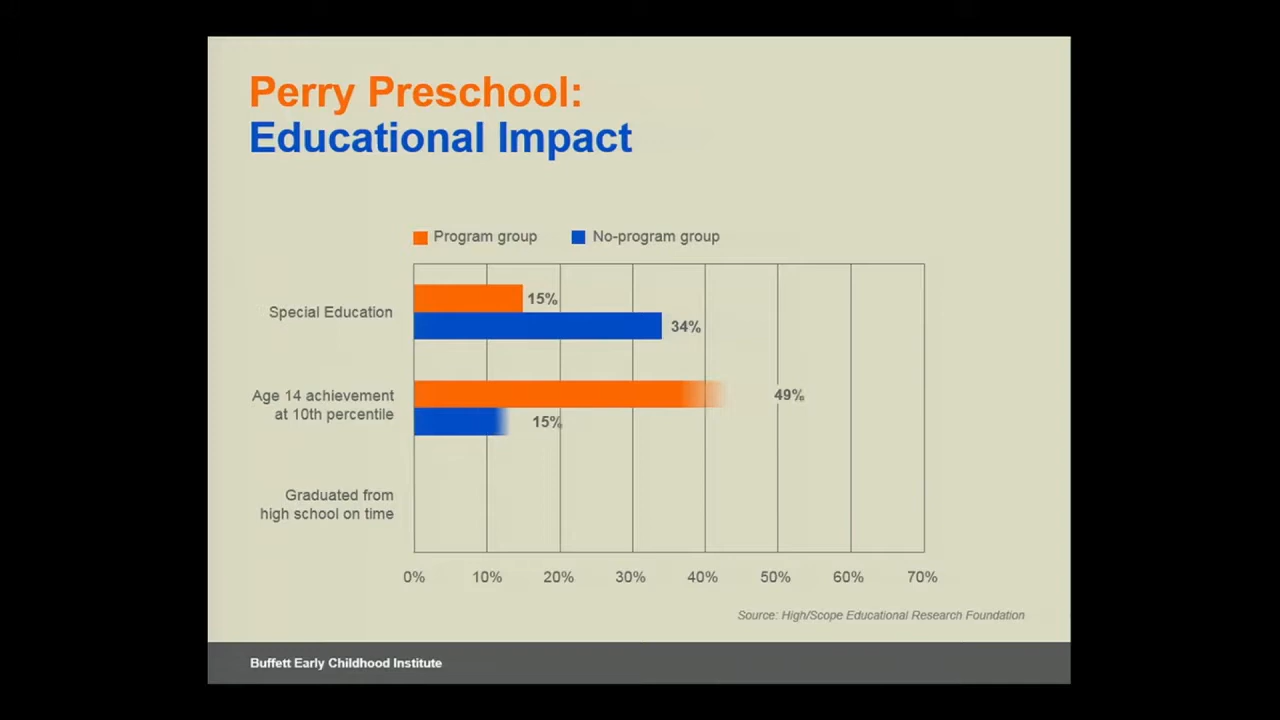 Perry Preschool:
Educational Impact
Program group
No-program group
Special Education
15%
34%
Age 14 achievement
at 10th percentile
49%
15%
Graduated from
high school on time
0% 10% 20% 30% 40% 50% 60% 70%
Source: High/Scope Educational Research Foundation
Buffett Early Childhood Institute